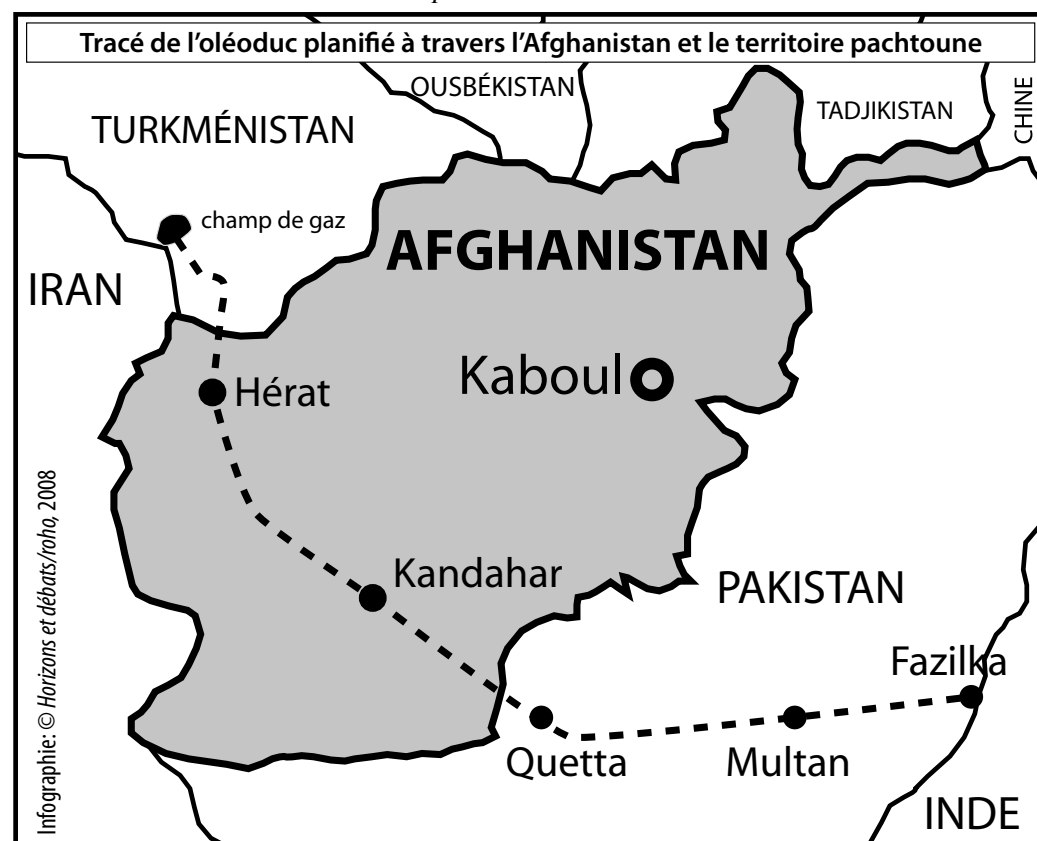 Tracé de l'oléoduc planifié à travers l'Afghanistan et le territoire pachtoune
OUSBÉKISTAN
TADJIKISTAN
CHINE
TURKMÉNISTAN
champ de gaz
AFGHANISTAN
IRAN
Kaboul
Hérat
Kandahar
PAKISTAN
Fazilka
Quetta
Multan
INDE
Infographie: © Horizons et débats/roho, 2008